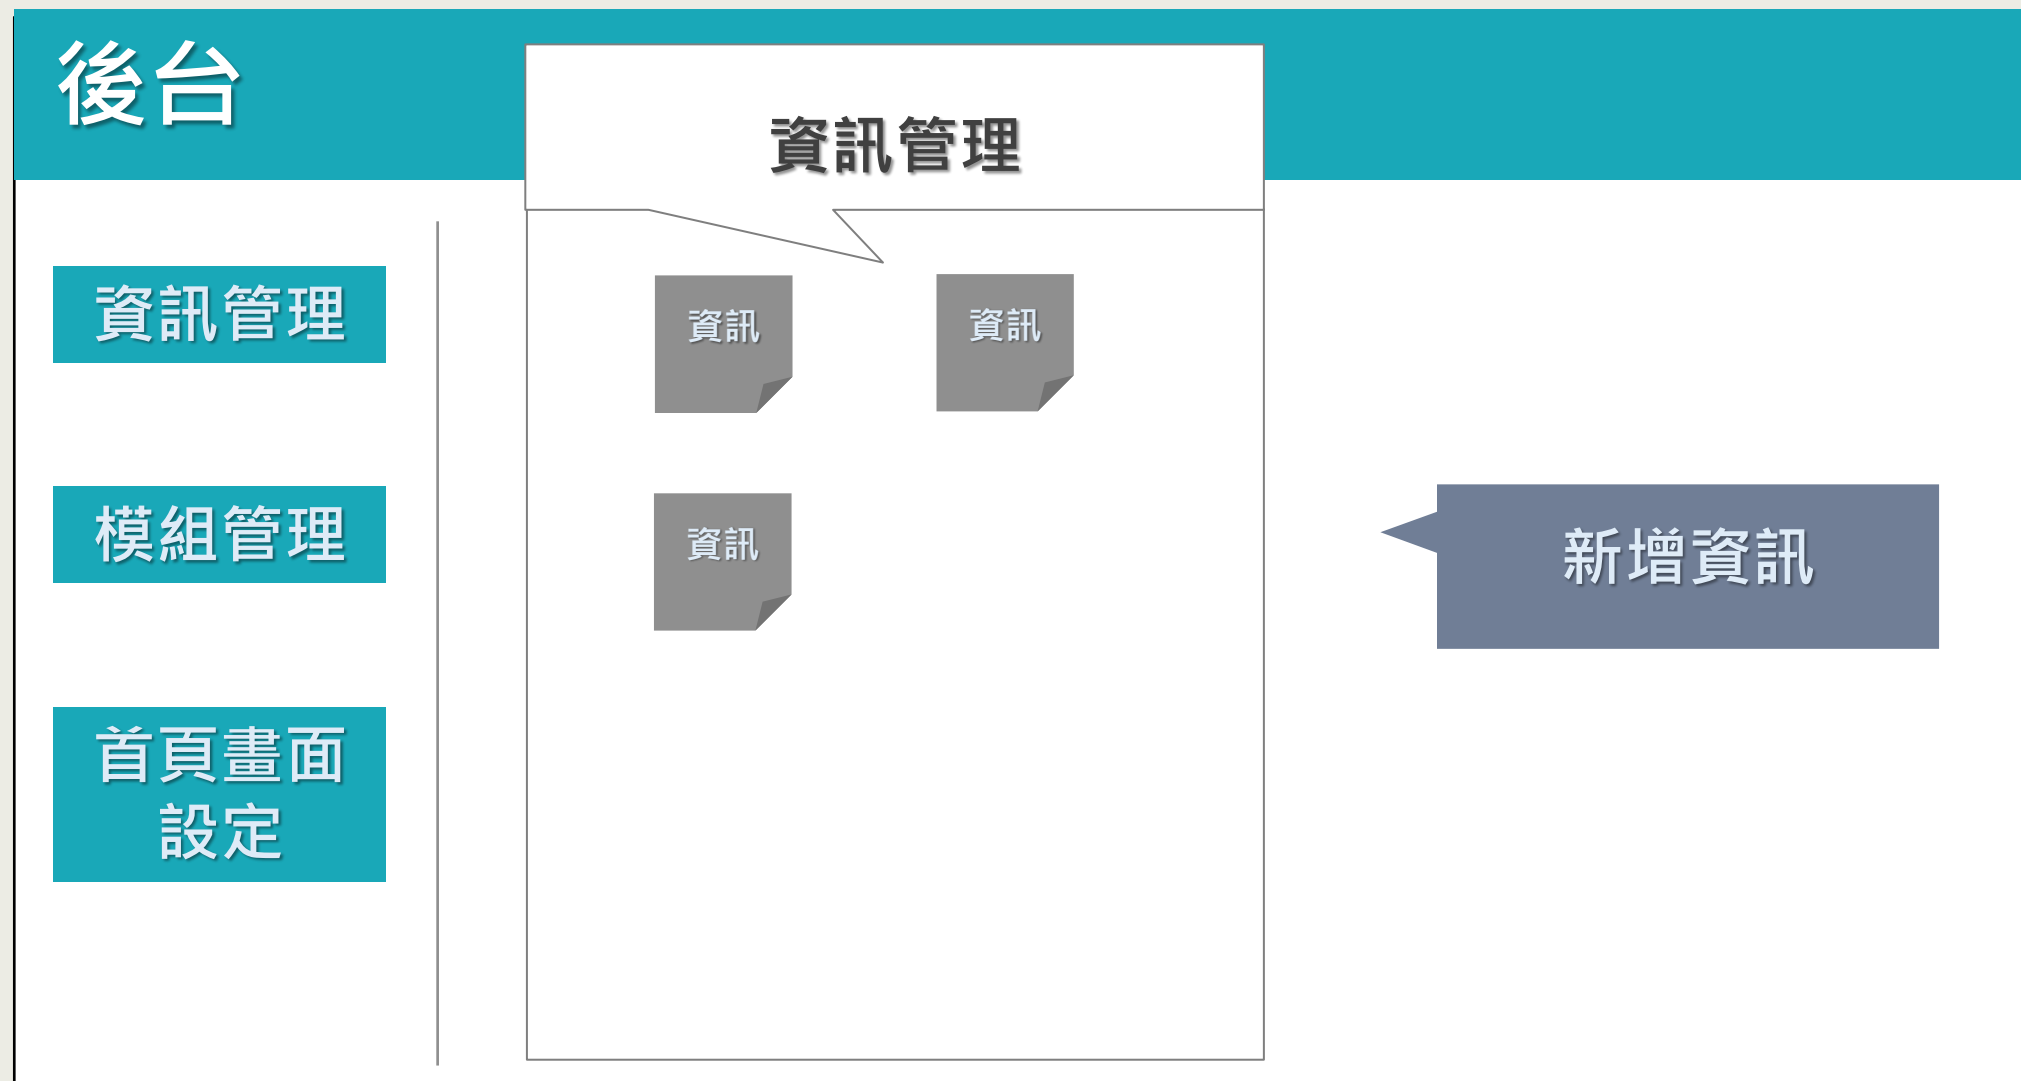 後台
資訊管理
資訊管理
模組管理
首頁畫面
設定
資訊
資訊
資訊
新增資訊